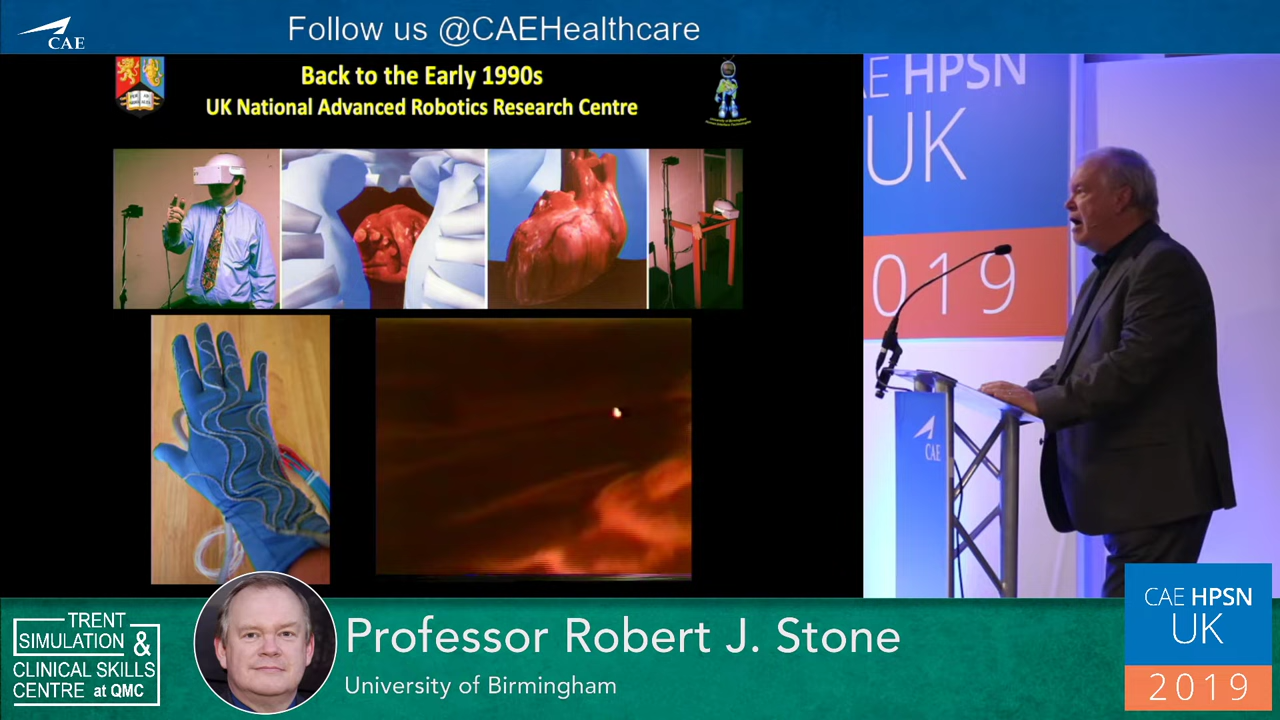 CAE
Follow us @CAEHealthcare
Back to the Early 1990s
UK National Advanced Robotics Research Centre
AE HPSN
UK
019
CAE
TRENT
SIMULATION &
CLINICAL SKILLS
CENTRE at QMC
Professor Robert J. Stone
University of Birmingham
CAE HPSN
UK
2019